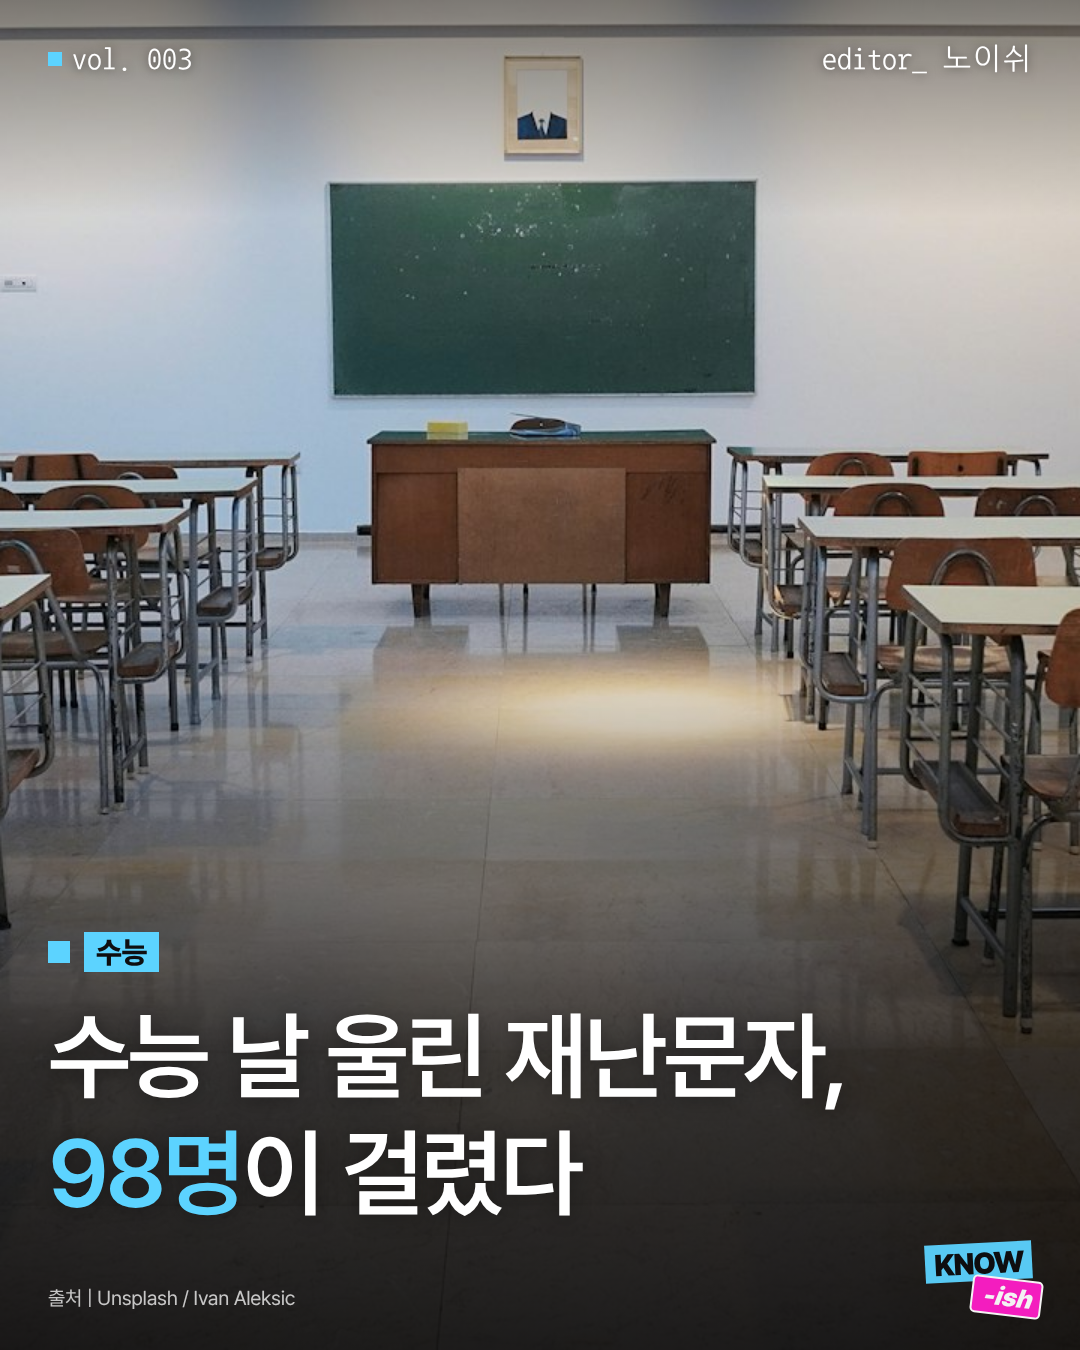 vol. 003
editor_ 노이쉬
수능
수능 날 울린 재난문자,
98명이 걸렸다
출처 | Unsplash / Ivan Aleksic
KNOW
-ish